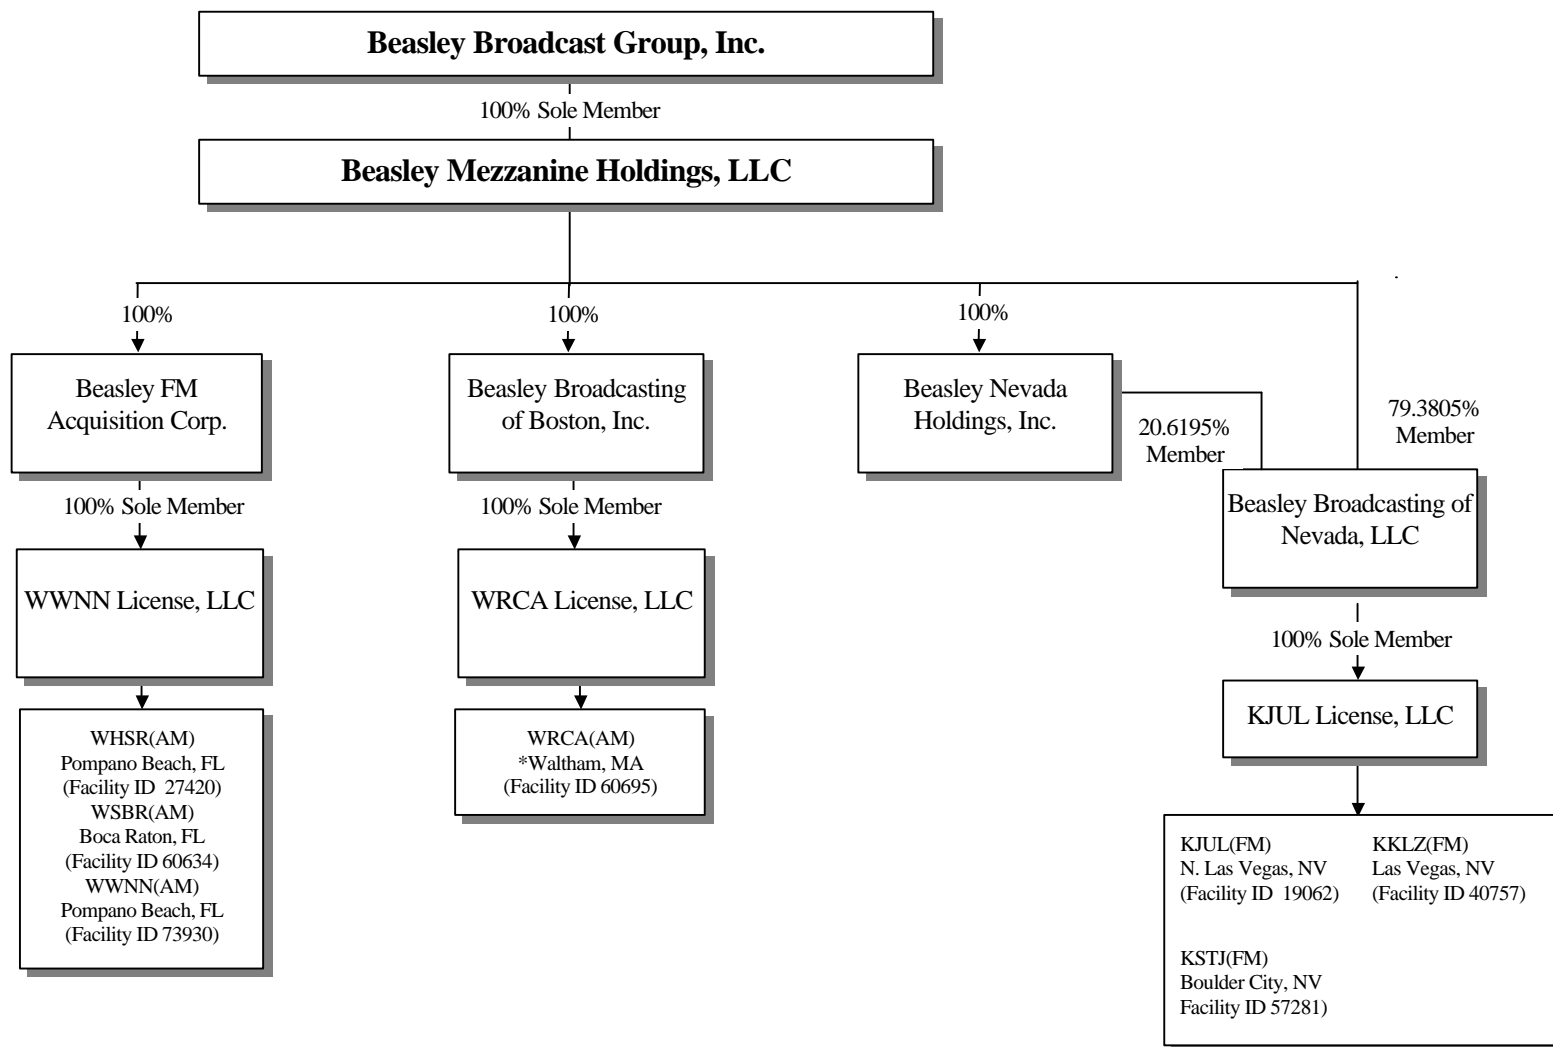 Beasley Broadcast Group, Inc.
100% Sole Member
Beasley Mezzanine Holdings, LLC
100%
100%
100%
Beasley FM
Acquisition Corp.
Beasley Broadcasting
of Boston, Inc.
Beasley Nevada
Holdings, Inc.
20.6195%
Member
79.3805%
Member
100% Sole Member
100% Sole Member
Beasley Broadcasting of
Nevada, LLC
WWNN License, LLC
WRCA License, LLC
100% Sole Member
KJUL License, LLC
WHSR(AM)
Pompano Beach, FL
(Facility ID  27420)
WSBR(AM)
Boca Raton, FL
(Facility ID 60634)
WWNN(AM)
Pompano Beach, FL
(Facility ID 73930)
WRCA(AM)
*Waltham, MA
(Facility ID 60695)
KJUL(FM)
N. Las Vegas, NV
(Facility ID  19062)
KKLZ(FM)
Las Vegas, NV
(Facility ID 40757)
KSTJ(FM)
Boulder City, NV
Facility ID 57281)